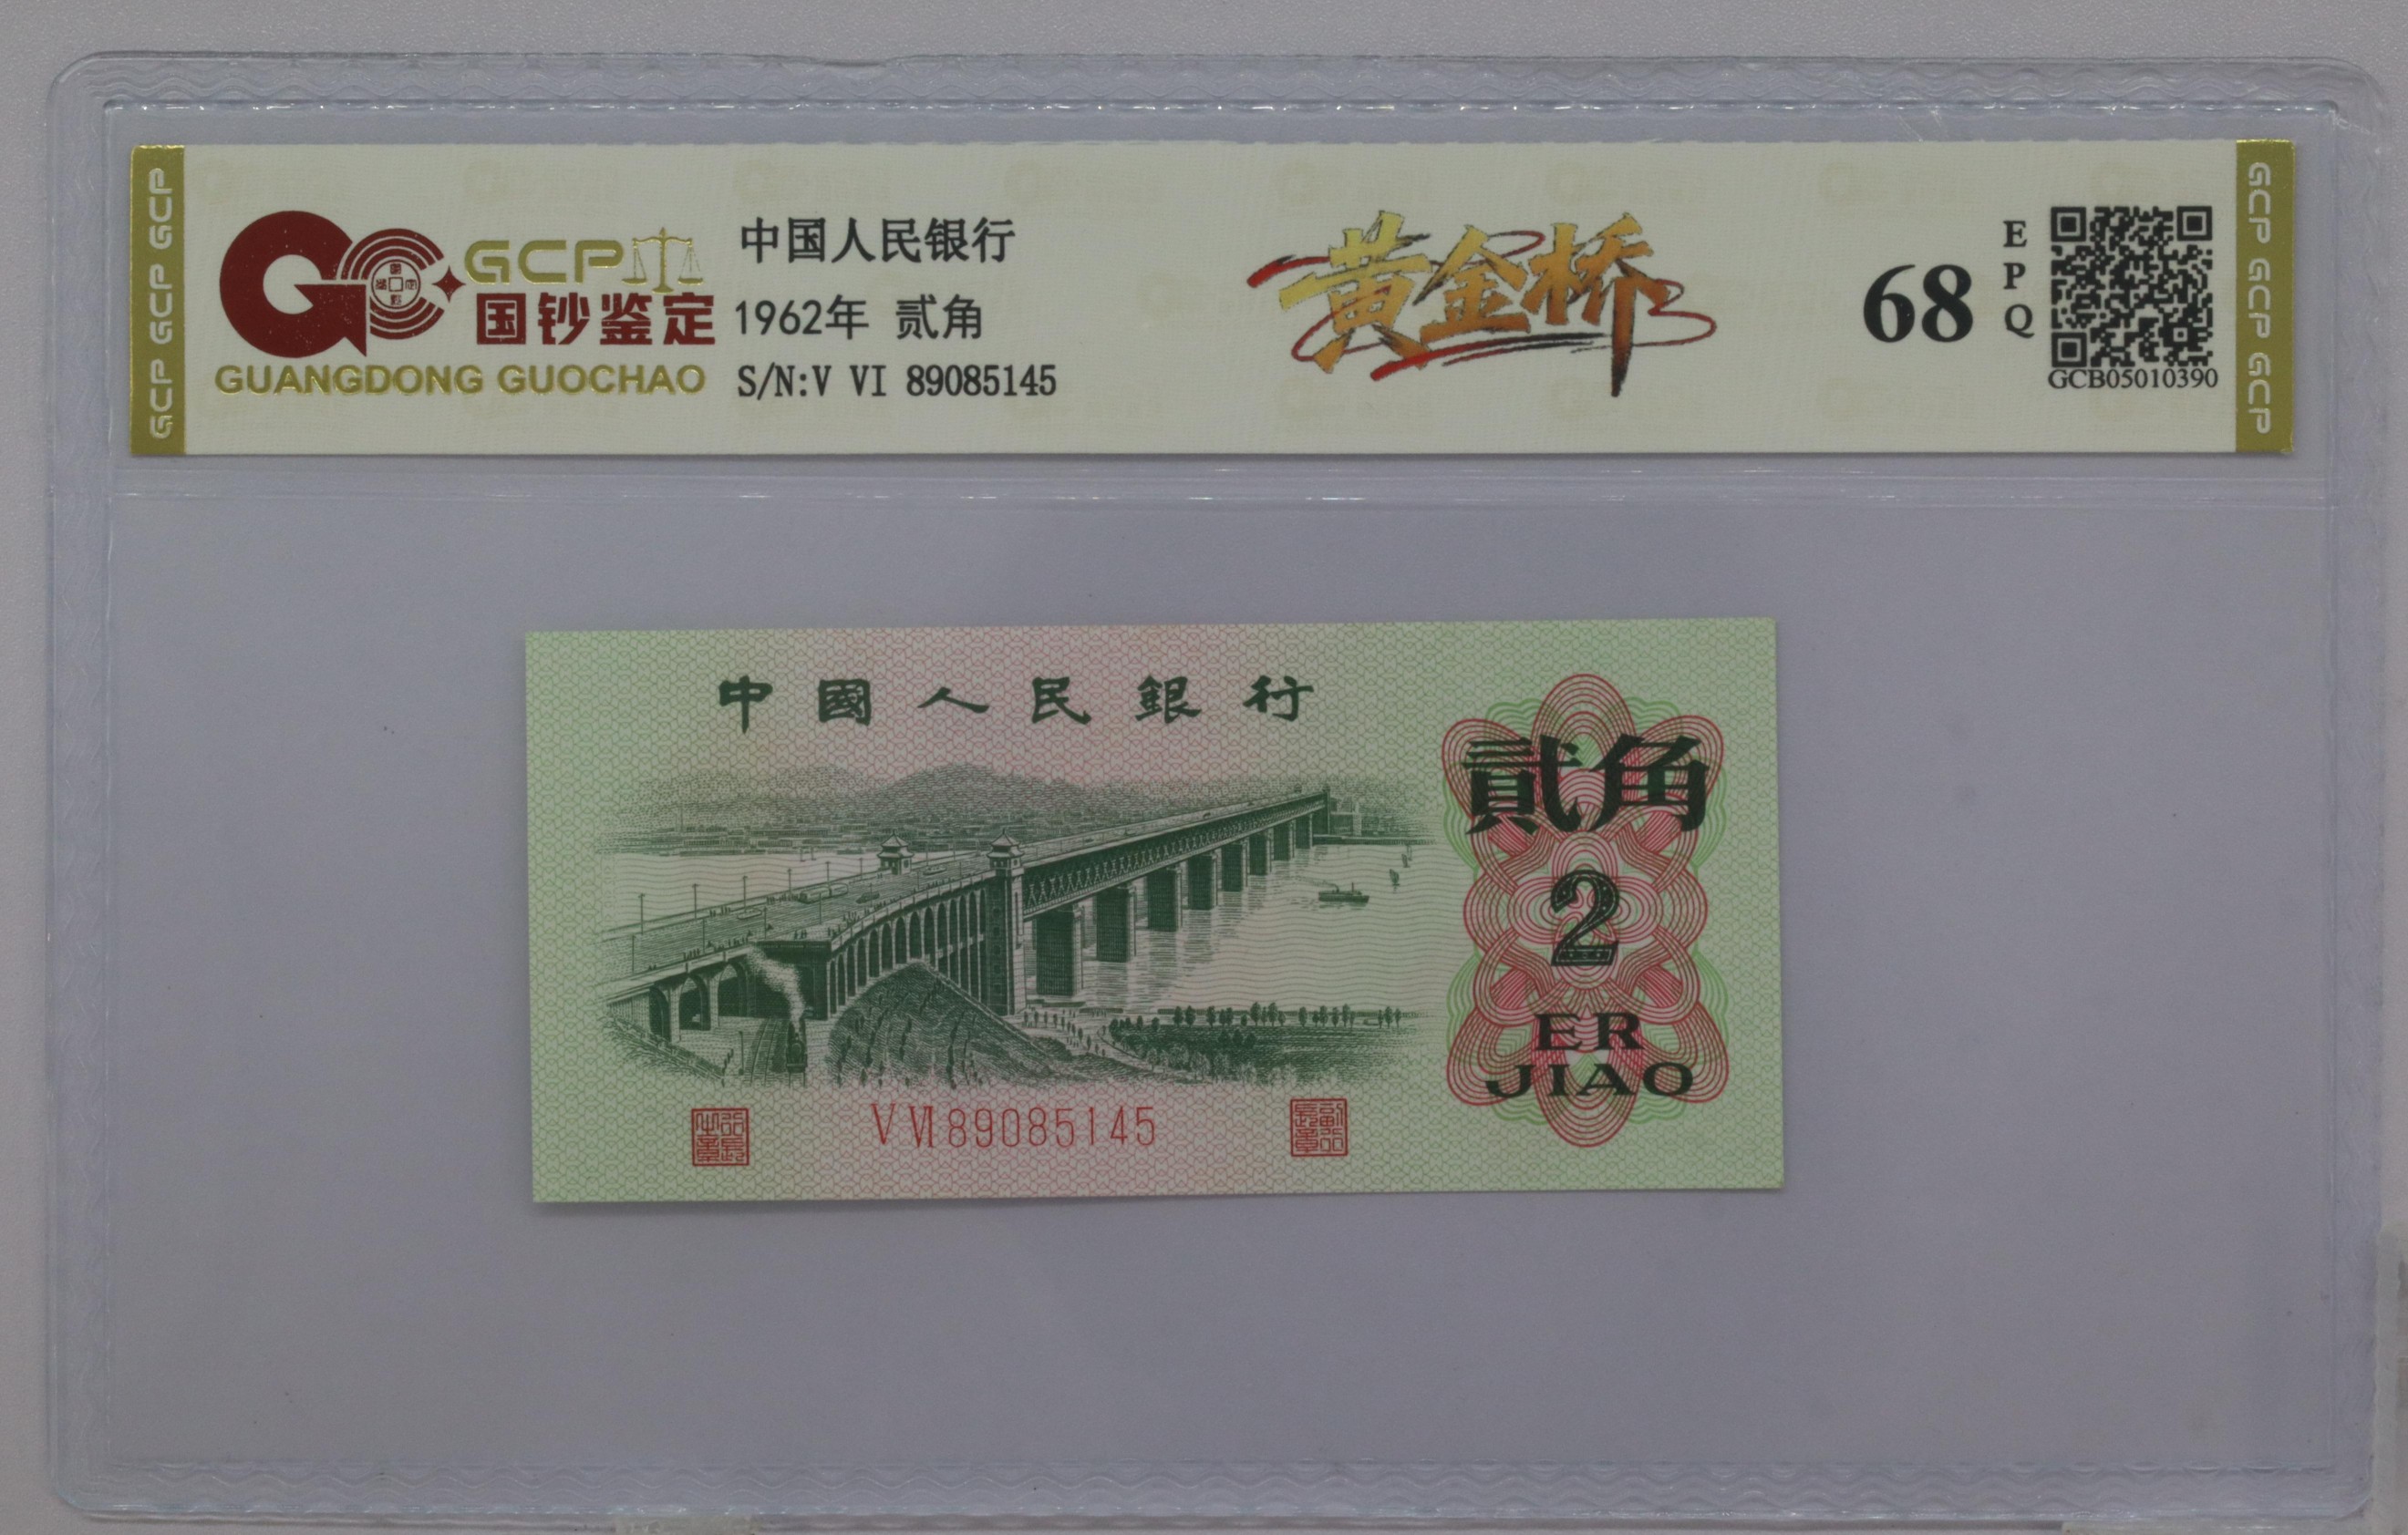 GCP GCP GCP
GCP
国钞鉴定
GUANGDONG GUOCHAO
中国人民银行
1962年 贰角
S/N:V VI 89085145
黄金桥
68
EPQ
GCB05010390
GCP GCP GCP
中國人民銀行
貳角
2
ER
JIAO
V VI 89085145